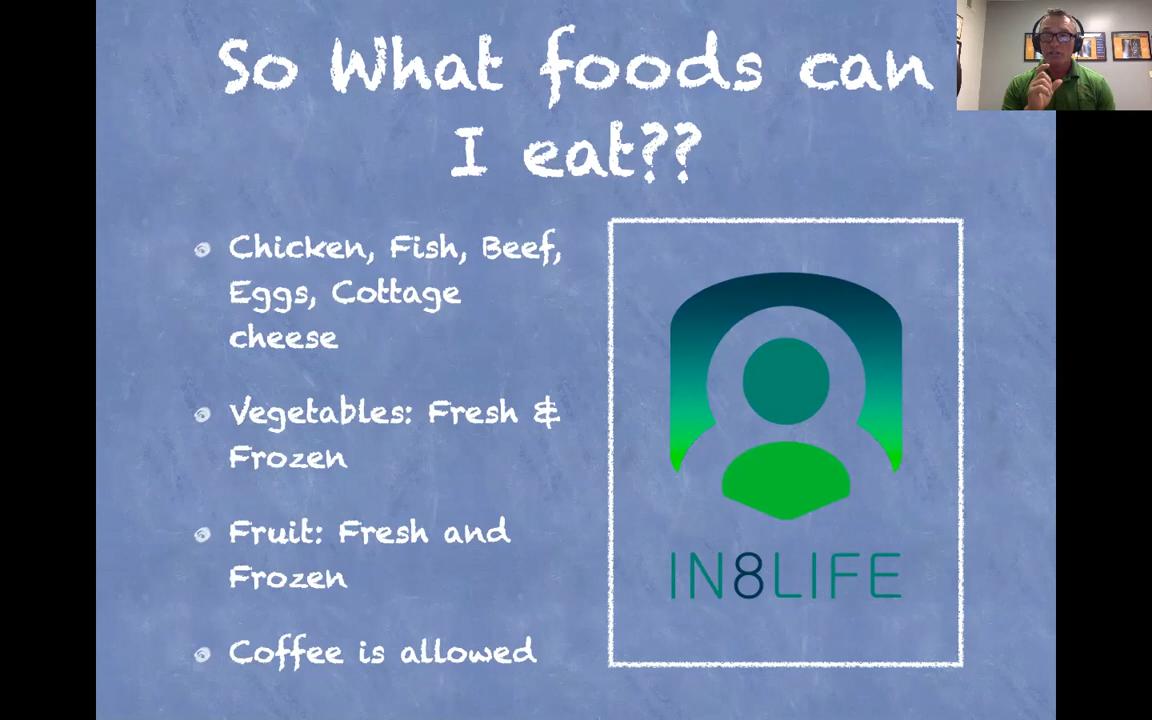 So What foods can
I eat??
Chicken, Fish, Beef,
Eggs, Cottage
cheese
Vegetables: Fresh &
Frozen
Fruit: Fresh and
Frozen
Coffee is allowed
IN8LIFE